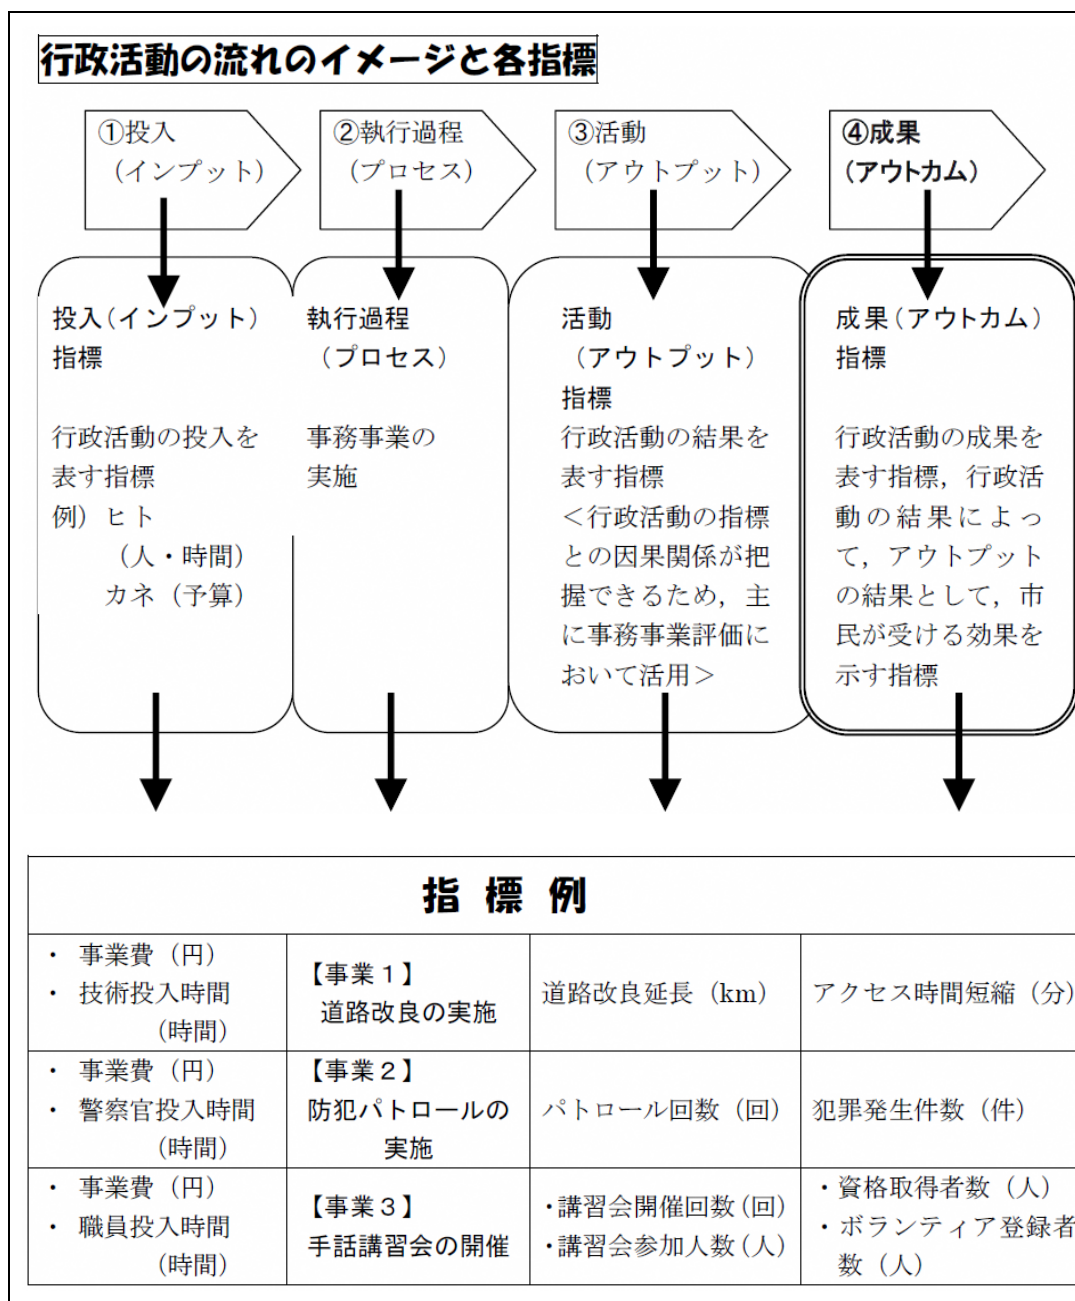 行政活動の流れのイメージと各指標
①投入
（インプット）
②執行過程
（プロセス）
③活動
（アウトプット）
④成果
（アウトカム）
投入（インプット）
指標
行政活動の投入を
表す指標
例）ヒト
（人・時間）
カネ（予算）
執行過程
（プロセス）
事務事業の
実施
活動
（アウトプット）
指標
行政活動の結果を
表す指標
＜行政活動の指標
との因果関係が把
握できるため，主
に事務事業評価に
おいて活用＞
成果（アウトカム）
指標
行政活動の成果を
表す指標，行政活
動の結果によっ
て，アウトプット
の結果として，市
民が受ける効果を
示す指標
指標例
・ 事業費（円）
・ 技術投入時間
（時間）
【事業１】
道路改良の実施
道路改良延長（km）
アクセス時間短縮（分）
・ 事業費（円）
・ 警察官投入時間
（時間）
【事業２】
防犯パトロールの
実施
パトロール回数（回）
犯罪発生件数（件）
・ 事業費（円）
・ 職員投入時間
（時間）
【事業３】
手話講習会の開催
・講習会開催回数（回）
・講習会参加人数（人）
・資格取得者数（人）
・ボランティア登録者
数（人）